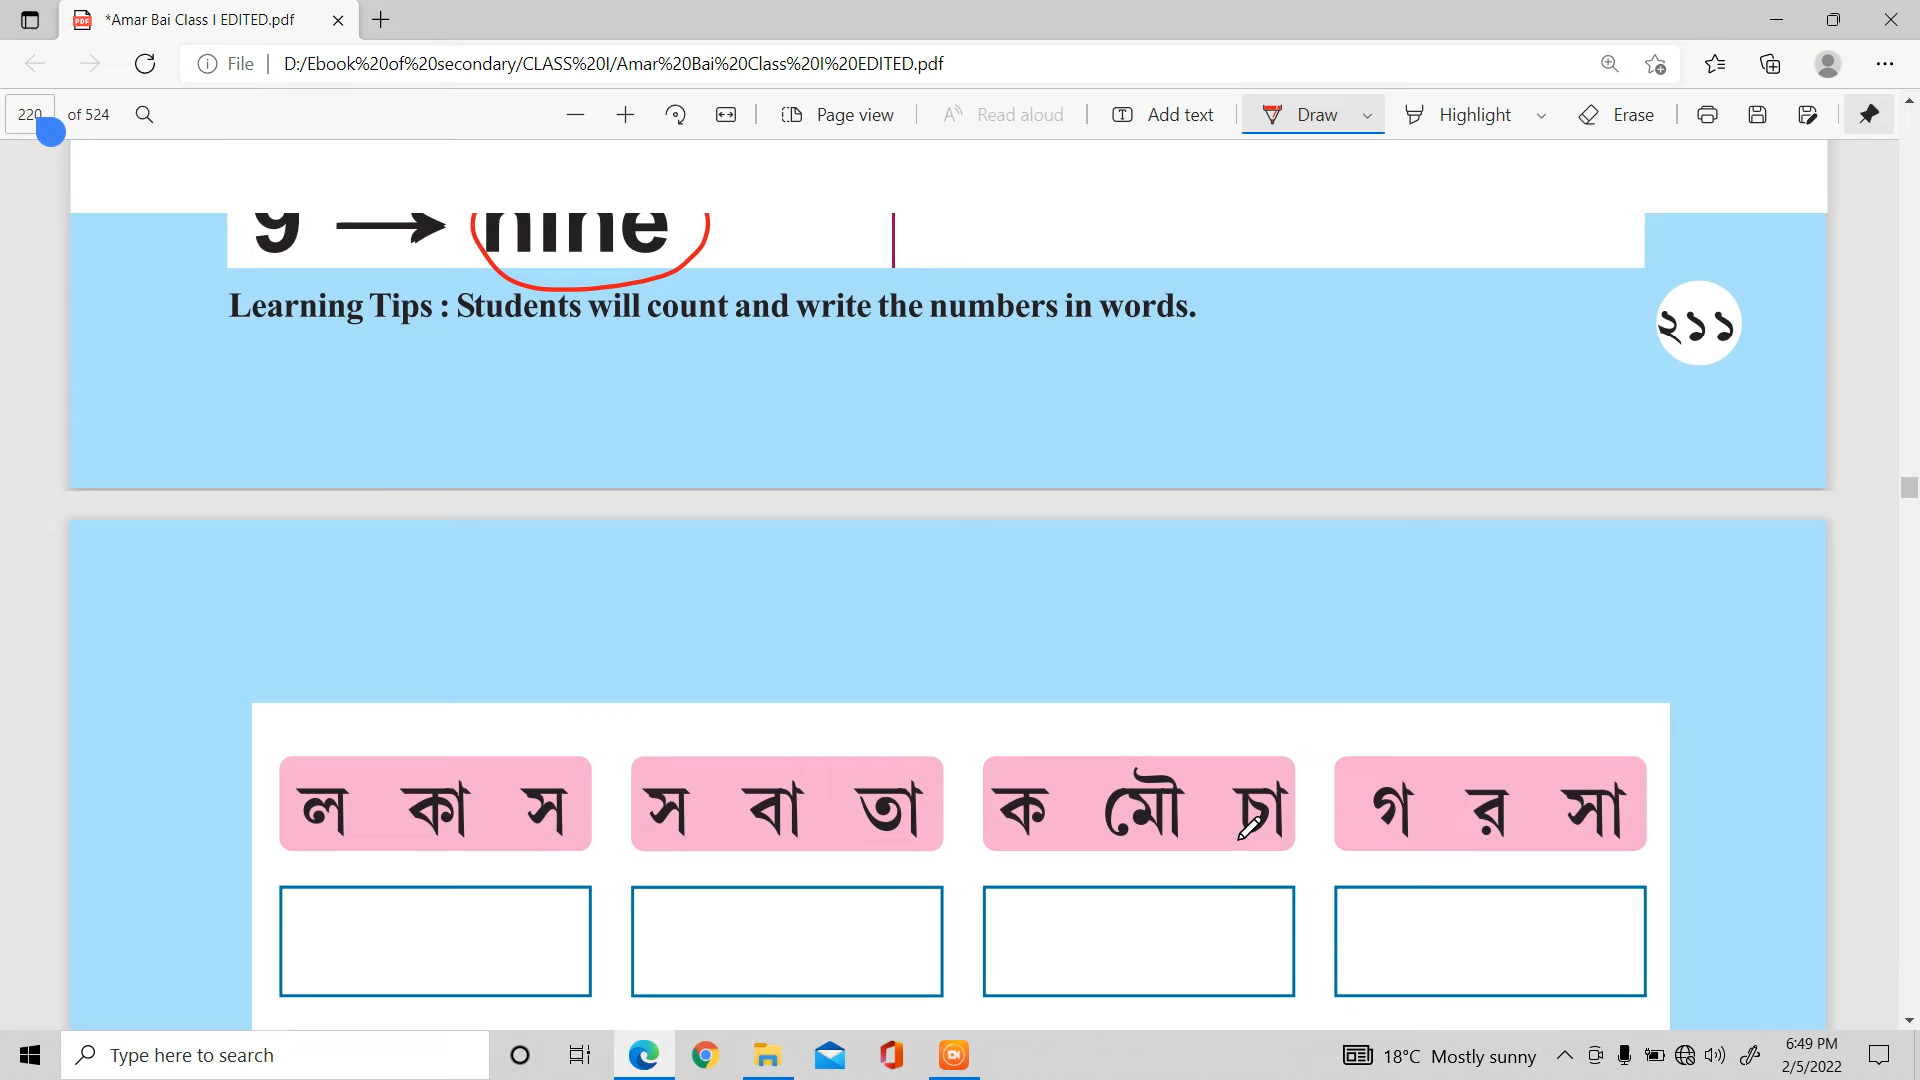 *Amar Bai Class I EDITED.pdf
File D:/Ebook%20of%20secondary/CLASS%20I/Amar%20Bai%20Class%20I%20EDITED.pdf
220 of 524 Page view Read aloud Add text Draw Highlight Erase
9 → nine
Learning Tips : Students will count and write the numbers in words.
২১১
ল কা স স বা তা ক মৌ চা গ র সা
Type here to search 18°C Mostly sunny 6:49 PM
2/5/2022